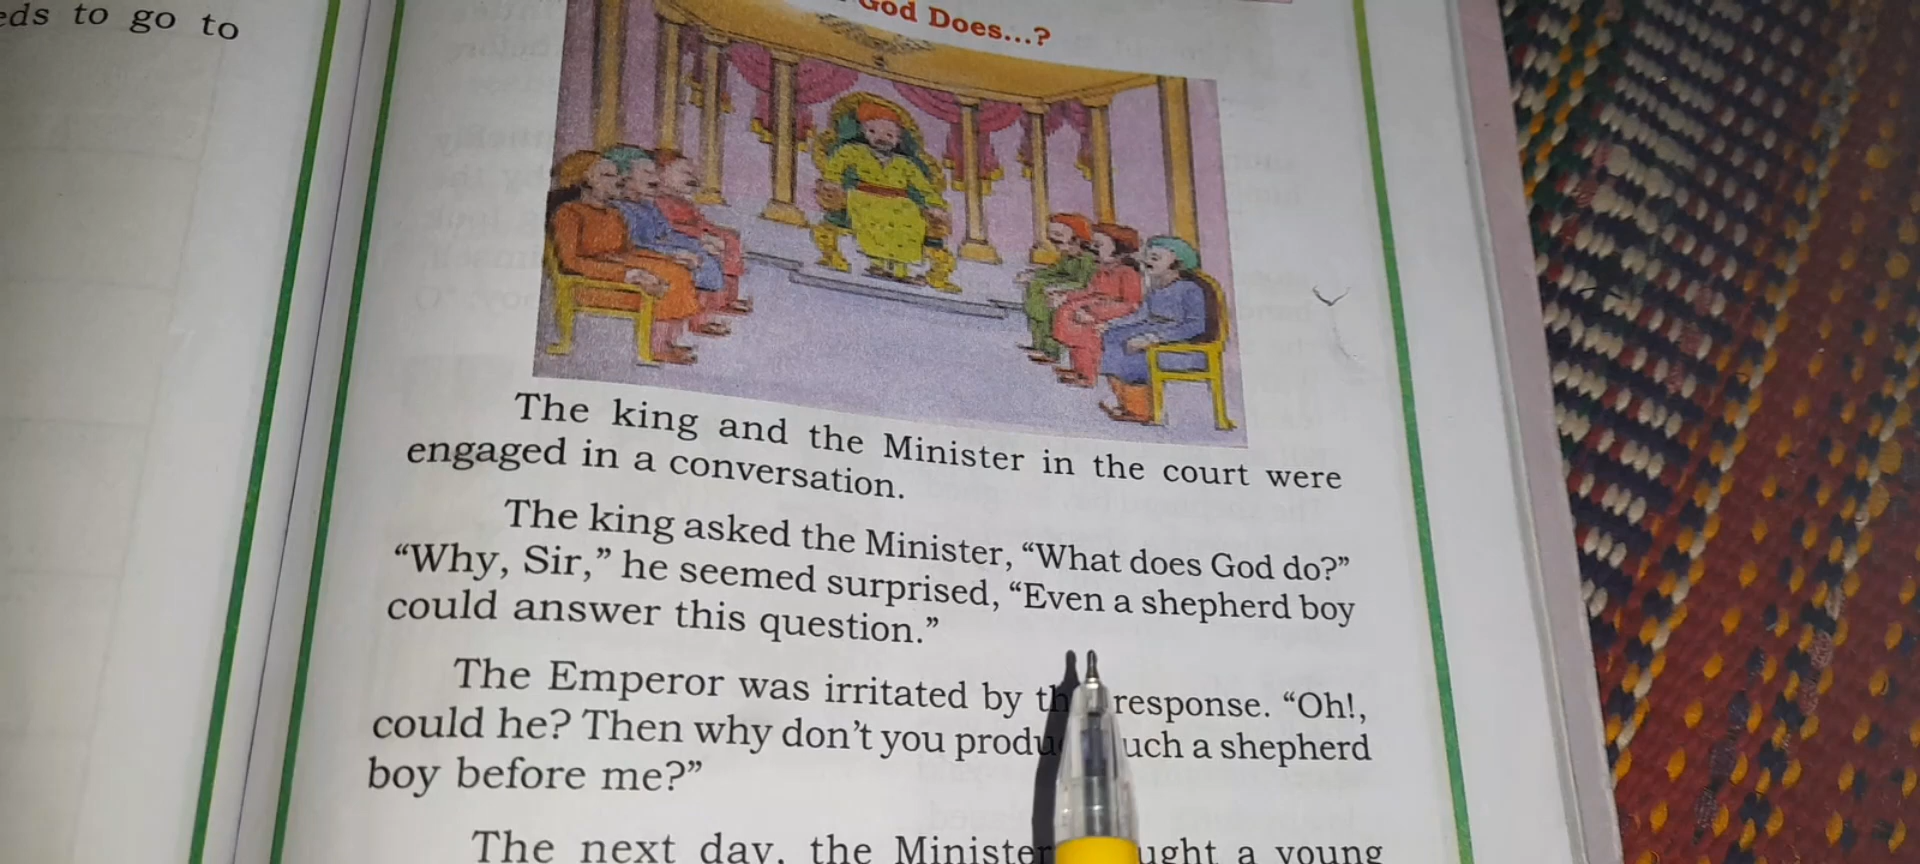 eds to go to
God Does...?
The king and the Minister in the court were
engaged in a conversation.
The king asked the Minister, “What does God do?”
“Why, Sir,” he seemed surprised, “Even a shepherd boy
could answer this question.”
The Emperor was irritated by response. “Oh!,
could he? Then why don’t you a shepherd
boy before me?”
The next day, the Minister a young